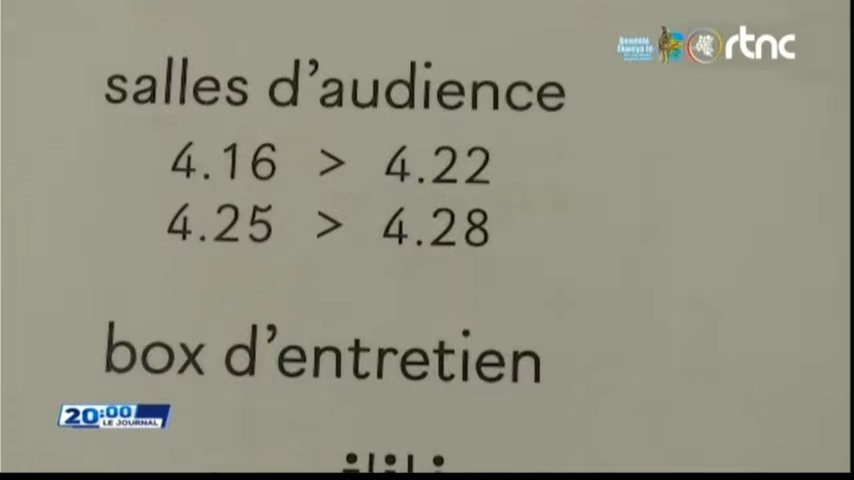 rtnc
salles d'audience
4.16 > 4.22
4.25 > 4.28
box d'entretien
20:00
LE JOURNAL